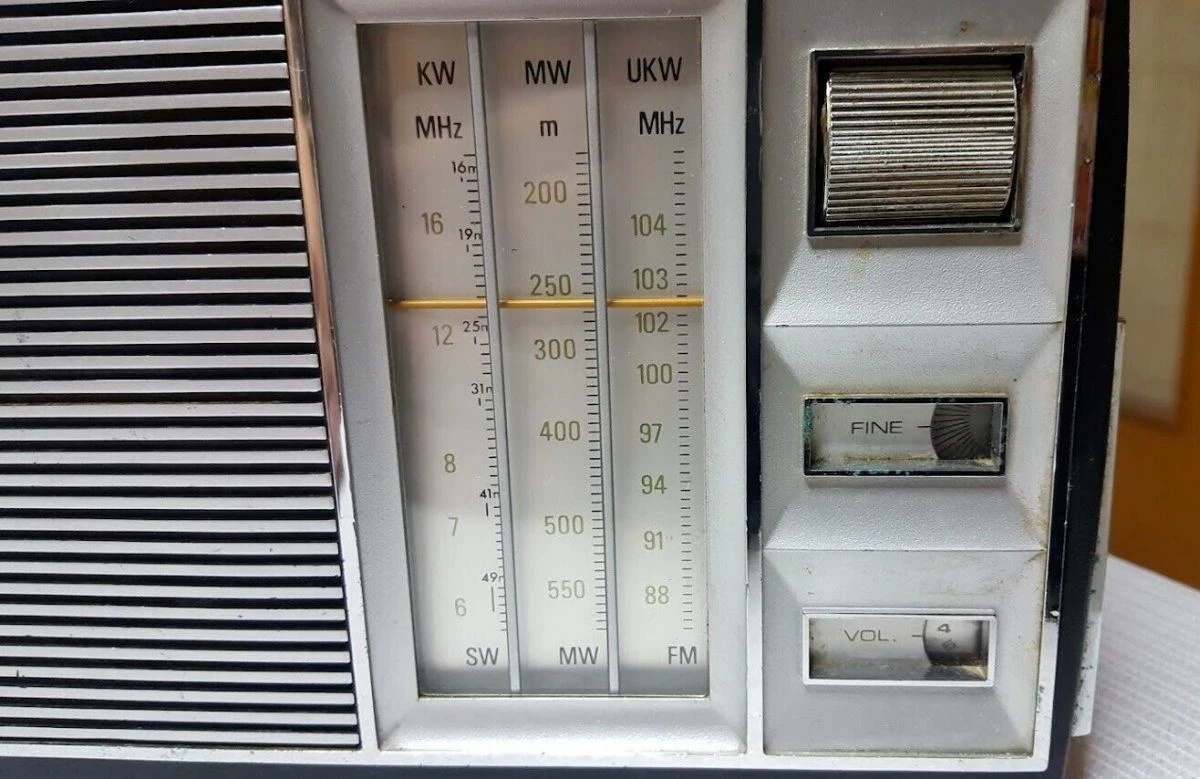 KW MW UKW
MHz m MHz
16m
200
16 104
19m
250 103
12 25m 102
300
100
31m
400 97
8
94
41m
7 500 91
49m
550 88
6
SW MW FM
FINE
VOL. 4
6